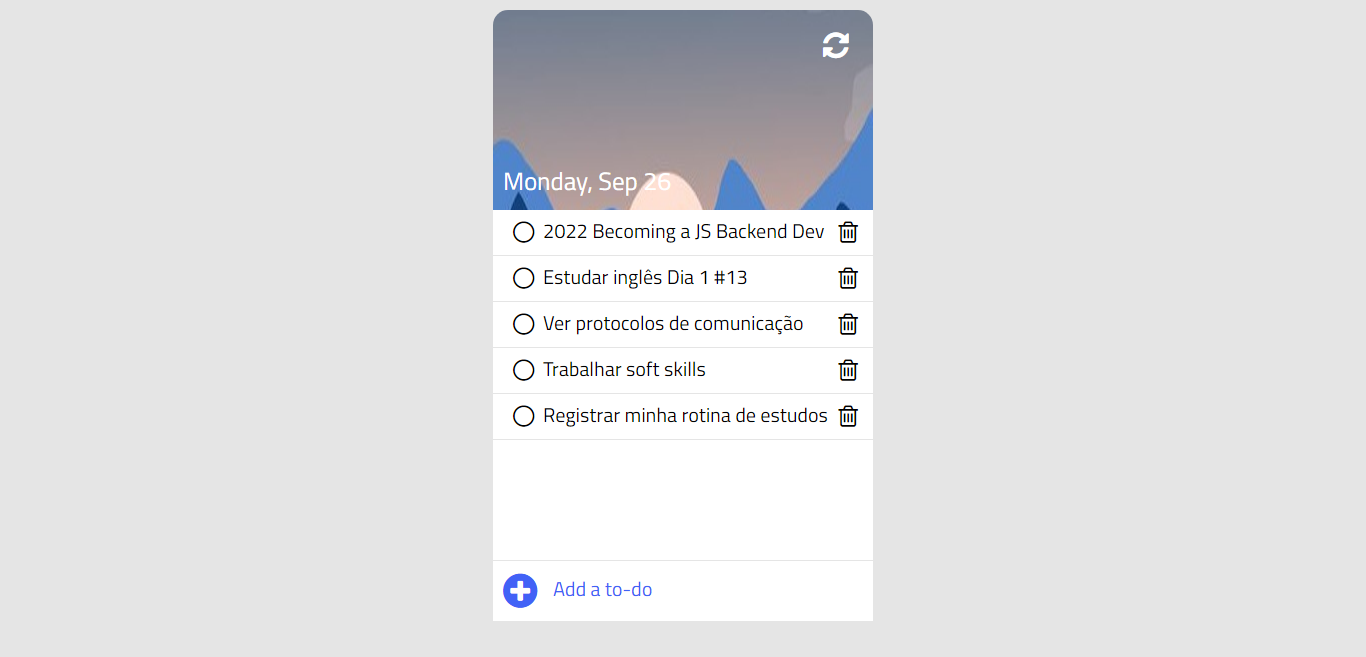 Monday, Sep 26
2022 Becoming a JS Backend Dev
Estudar inglês Dia 1 #13
Ver protocolos de comunicação
Trabalhar soft skills
Registrar minha rotina de estudos
Add a to-do